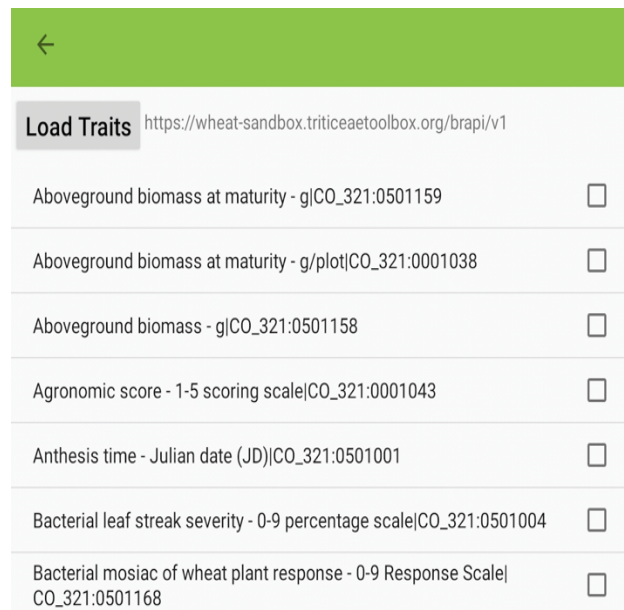 Load Traits https://wheat-sandbox.triticeaetoolbox.org/brapi/v1
Aboveground biomass at maturity - g|CO_321:0501159
Aboveground biomass at maturity - g/plot|CO_321:0001038
Aboveground biomass - g|CO_321:0501158
Agronomic score - 1-5 scoring scale|CO_321:0001043
Anthesis time - Julian date (JD)|CO_321:0501001
Bacterial leaf streak severity - 0-9 percentage scale|CO_321:0501004
Bacterial mosiac of wheat plant response - 0-9 Response Scale|
CO_321:0501168